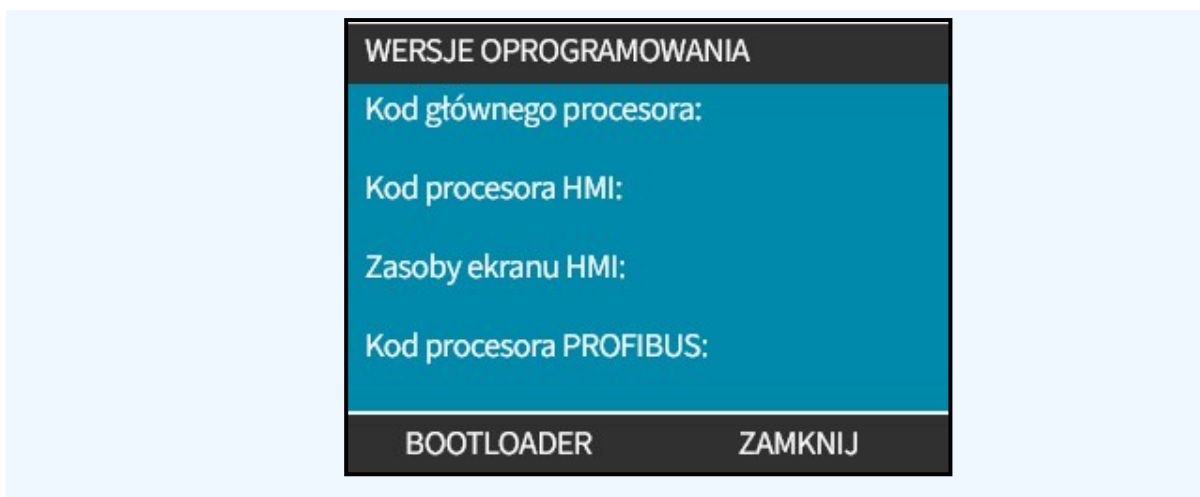 WERSJE OPROGRAMOWANIA
Kod głównego procesora:
Kod procesora HMI:
Zasoby ekranu HMI:
Kod procesora PROFIBUS:
BOOTLOADER ZAMKNIJ